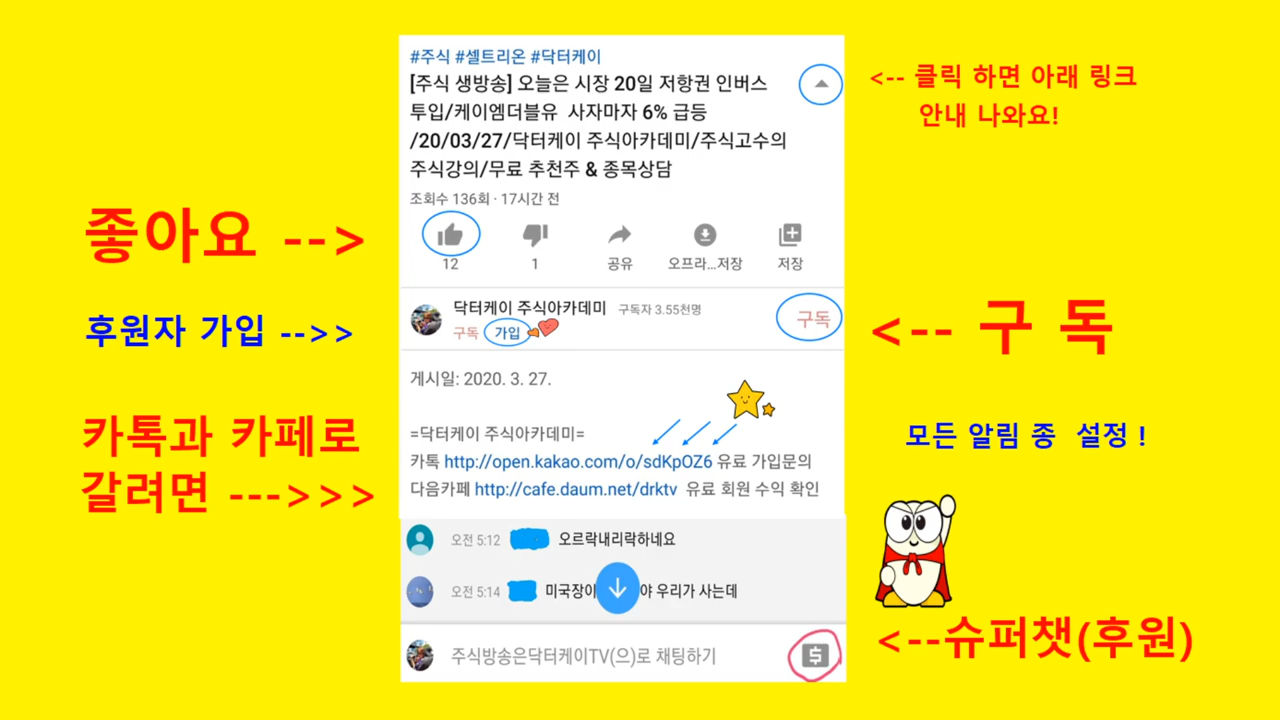 #주식 #셀트리온 #닥터케이
[주식 생방송] 오늘은 시장 20일 저항권 인버스
투입/케이엠더블유 사자마자 6% 급등
/20/03/27/닥터케이 주식아카데미/주식고수의
주식강의/무료 추천주 & 종목상담
조회수 136회 · 17시간 전
<-- 클릭 하면 아래 링크
안내 나와요!
좋아요 -->
12
1
공유
오프라...저장
저장
후원자 가입 -->>
닥터케이 주식아카데미 구독자 3.55천명
구독 가입
구독
<-- 구 독
게시일: 2020. 3. 27.
카톡과 카페로
갈려면 --->>>
=닥터케이 주식아카데미=
카톡 http://open.kakao.com/o/sdKpOZ6 유료 가입문의
다음카페 http://cafe.daum.net/drktv 유료 회원 수익 확인
모든 알림 종 설정 !
오전 5:12 오르락내리락하네요
오전 5:14 미국장이 야 우리가 사는데
주식방송은닥터케이TV(으)로 채팅하기
<--슈퍼챗(후원)